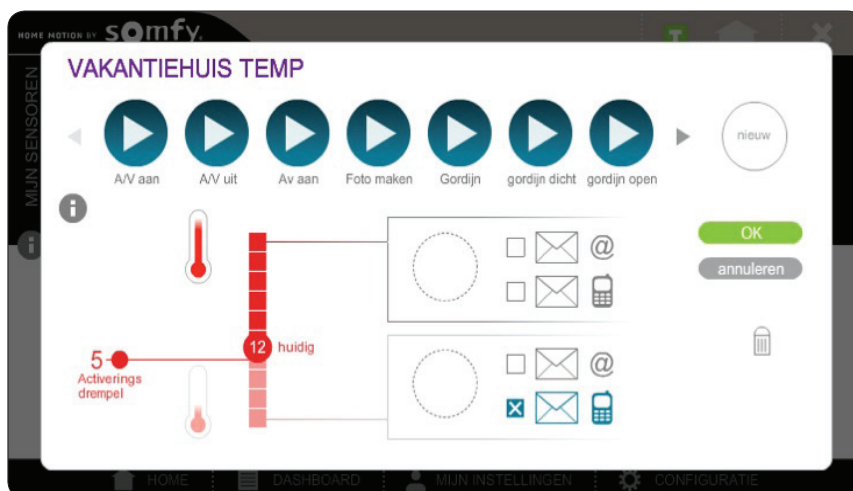 HOME MOTION BY somfy.
MIJN SENSOREN
VAKANTIEHUIS TEMP
nieuw
A/V aan
A/V uit
Av aan
Foto maken
Gordijn
gordijn dicht
gordijn open
@
OK
annuleren
12
huidig
5
Activerings
drempel
@
HOME
DASHBOARD
MIJN INSTELLINGEN
CONFIGURATIE